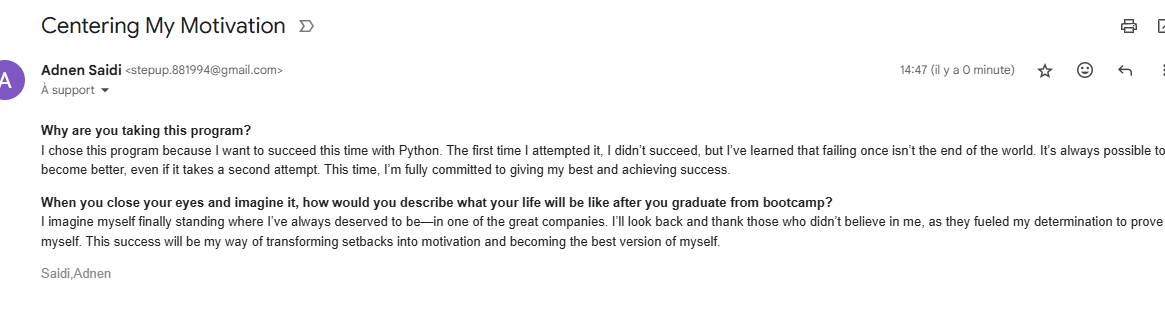 Centering My Motivation
Adnen Saidi <stepup.881994@gmail.com>
14:47 (il y a 0 minute)
A
À support
Why are you taking this program?
I chose this program because I want to succeed this time with Python. The first time I attempted it, I didn't succeed, but I've learned that failing once isn't the end of the world. It's always possible to
become better, even if it takes a second attempt. This time, I'm fully committed to giving my best and achieving success.
When you close your eyes and imagine it, how would you describe what your life will be like after you graduate from bootcamp?
I imagine myself finally standing where I've always deserved to be—in one of the great companies. I'll look back and thank those who didn't believe in me, as they fueled my determination to prove
myself. This success will be my way of transforming setbacks into motivation and becoming the best version of myself.
Saidi,Adnen